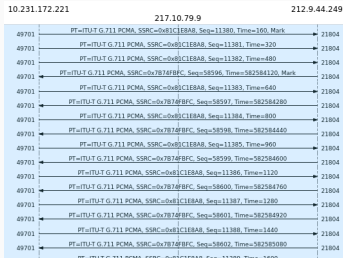 10.231.172.221
212.9.44.249
217.10.79.9
PT=ITU-T G.711 PCMA, SSRC=0x81C1E8A8, Seq=11380, Time=160, Mark
49701 21804
PT=ITU-T G.711 PCMA, SSRC=0x81C1E8A8, Seq=11381, Time=320
49701 21804
PT=ITU-T G.711 PCMA, SSRC=0x81C1E8A8, Seq=11382, Time=480
49701 21804
PT=ITU-T G.711 PCMA, SSRC=0x7B74FBFC, Seq=58596, Time=582584120, Mark
49701 21804
PT=ITU-T G.711 PCMA, SSRC=0x81C1E8A8, Seq=11383, Time=640
49701 21804
PT=ITU-T G.711 PCMA, SSRC=0x7B74FBFC, Seq=58597, Time=582584280
49701 21804
PT=ITU-T G.711 PCMA, SSRC=0x81C1E8A8, Seq=11384, Time=800
49701 21804
PT=ITU-T G.711 PCMA, SSRC=0x7B74FBFC, Seq=58598, Time=582584440
49701 21804
PT=ITU-T G.711 PCMA, SSRC=0x81C1E8A8, Seq=11385, Time=960
49701 21804
PT=ITU-T G.711 PCMA, SSRC=0x7B74FBFC, Seq=58599, Time=582584600
49701 21804
PT=ITU-T G.711 PCMA, SSRC=0x81C1E8A8, Seq=11386, Time=1120
49701 21804
PT=ITU-T G.711 PCMA, SSRC=0x7B74FBFC, Seq=58600, Time=582584760
49701 21804
PT=ITU-T G.711 PCMA, SSRC=0x81C1E8A8, Seq=11387, Time=1280
49701 21804
PT=ITU-T G.711 PCMA, SSRC=0x7B74FBFC, Seq=58601, Time=582584920
49701 21804
PT=ITU-T G.711 PCMA, SSRC=0x81C1E8A8, Seq=11388, Time=1440
49701 21804
PT=ITU-T G.711 PCMA, SSRC=0x7B74FBFC, Seq=58602, Time=582585080
49701 21804